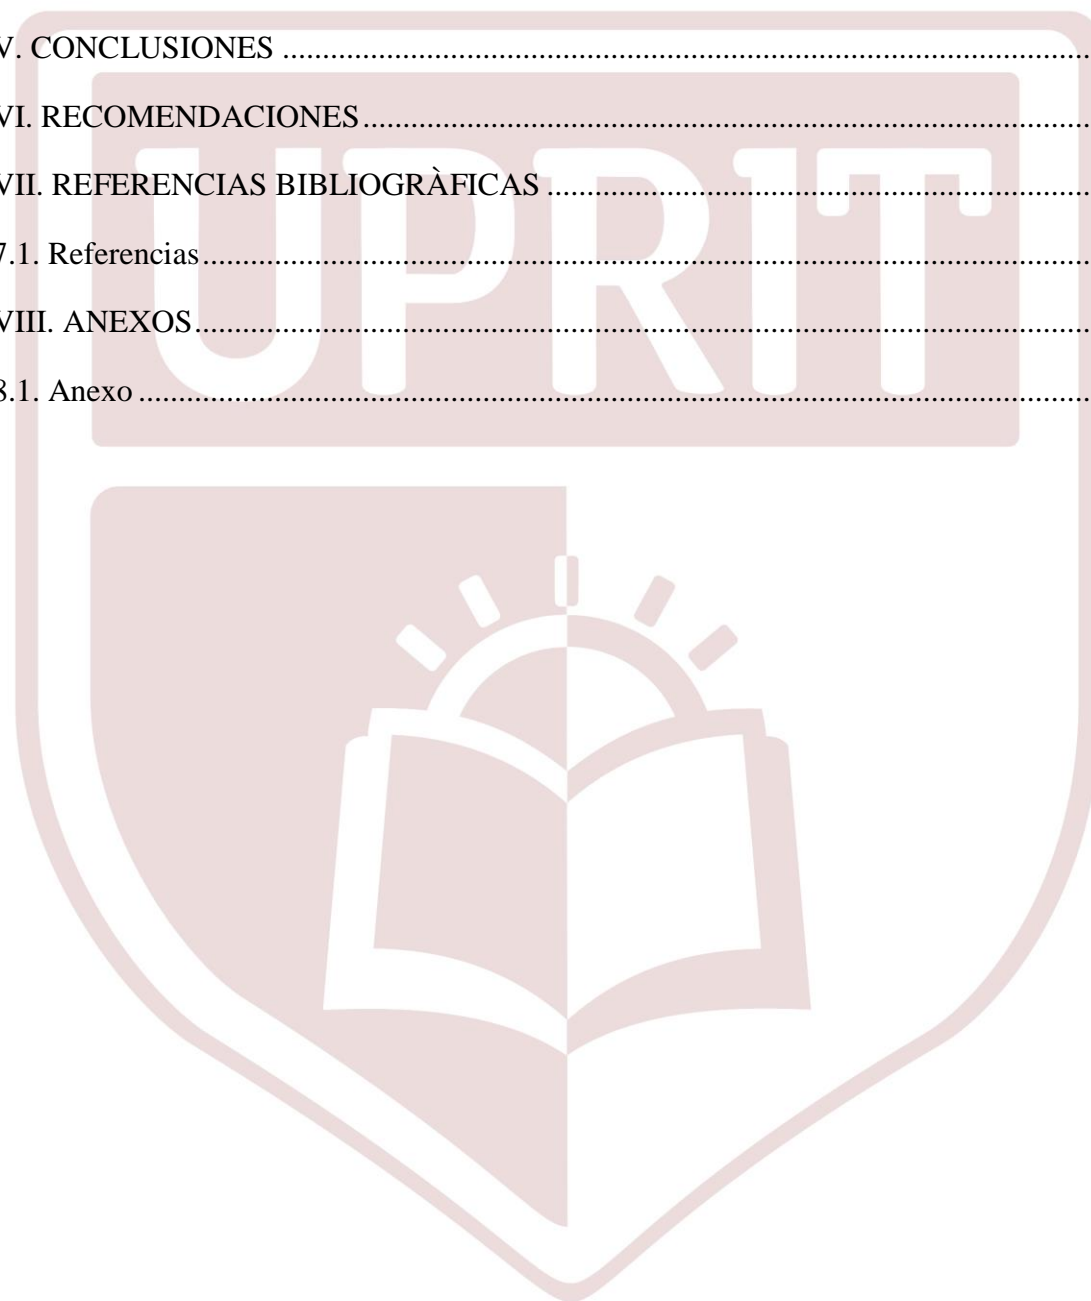 V. CONCLUSIONES ....................................................................................................
VI. RECOMENDACIONES ..........................................................................................
VII. REFERENCIAS BIBLIOGRÀFICAS ...................................................................
7.1. Referencias ..............................................................................................................
VIII. ANEXOS ...............................................................................................................
8.1. Anexo ......................................................................................................................
UPRIT